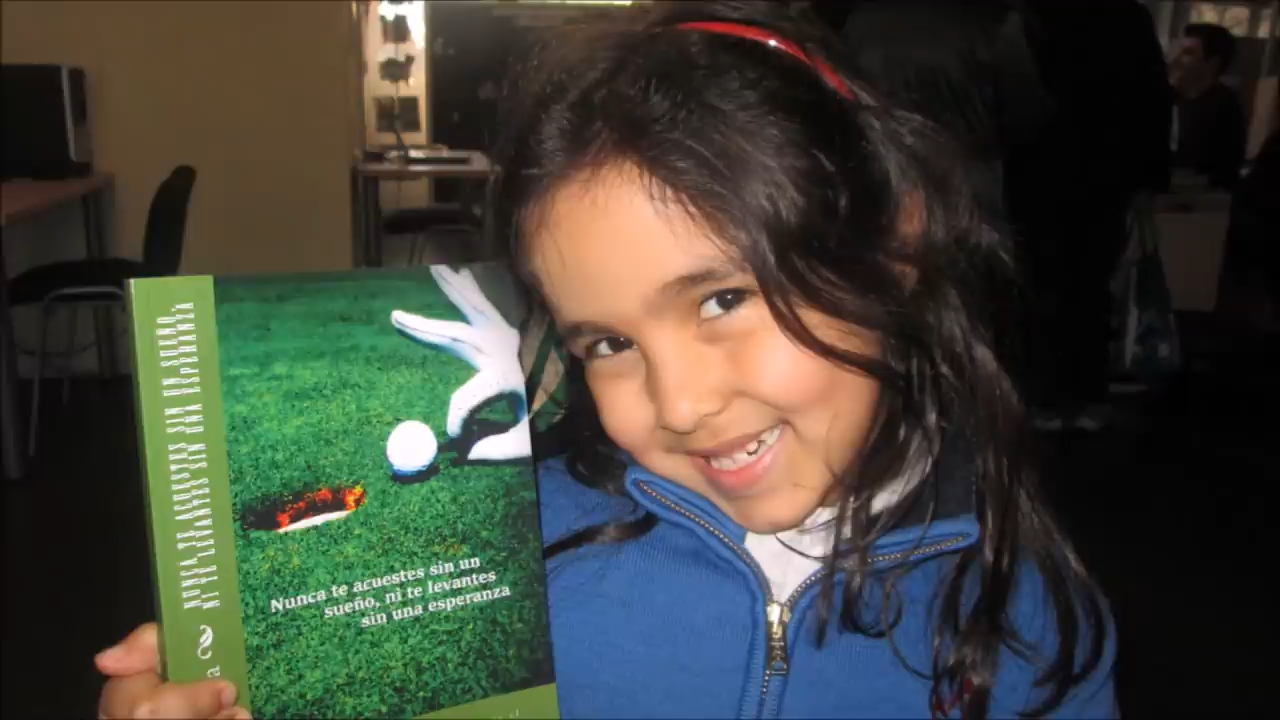 NUNCA TE ACUESTES SIN UN SUEÑO,
NI TE LEVANTES SIN UNA ESPERANZA
Nunca te acuestes sin un
sueño, ni te levantes
sin una esperanza